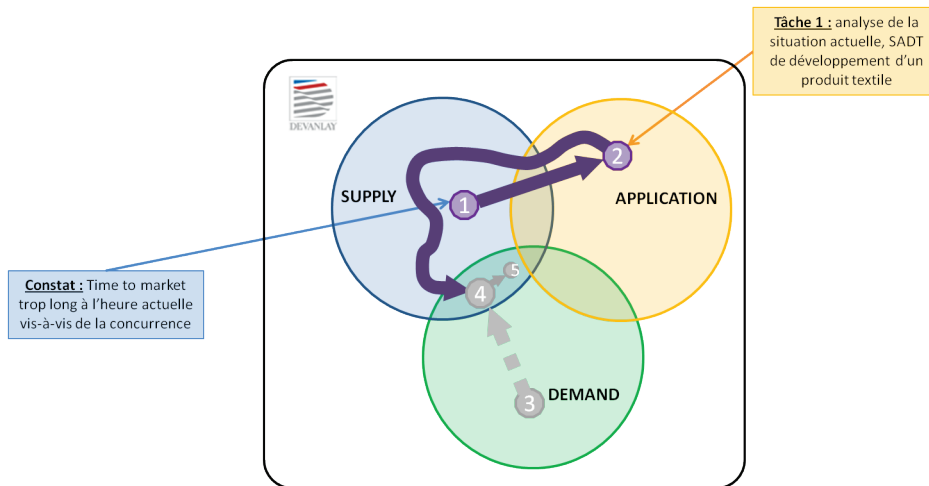 Tâche 1 : analyse de la
situation actuelle, SADT
de développement d'un
produit textile
DEVANLAY
2
SUPPLY
1
APPLICATION
5
4
Constat : Time to market
trop long à l'heure actuelle
vis-à-vis de la concurrence
3
DEMAND